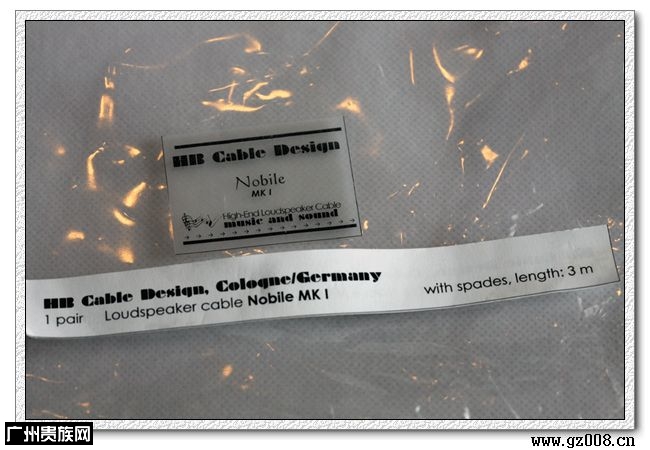 HB Cable Design
Nobile
MK I
High-End Loudspeaker Cable
music and sound
HB Cable Design, Cologne/Germany
1 pair Loudspeaker cable Nobile MK I with spades, length: 3 m
广州贵族网
www.gz008.cn